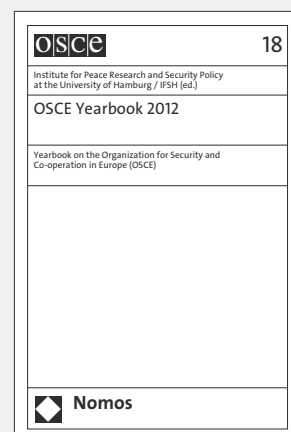 osce
18
Institute for Peace Research and Security Policy
at the University of Hamburg / IFSH (ed.)
OSCE Yearbook 2012
Yearbook on the Organization for Security and
Co-operation in Europe (OSCE)
Nomos